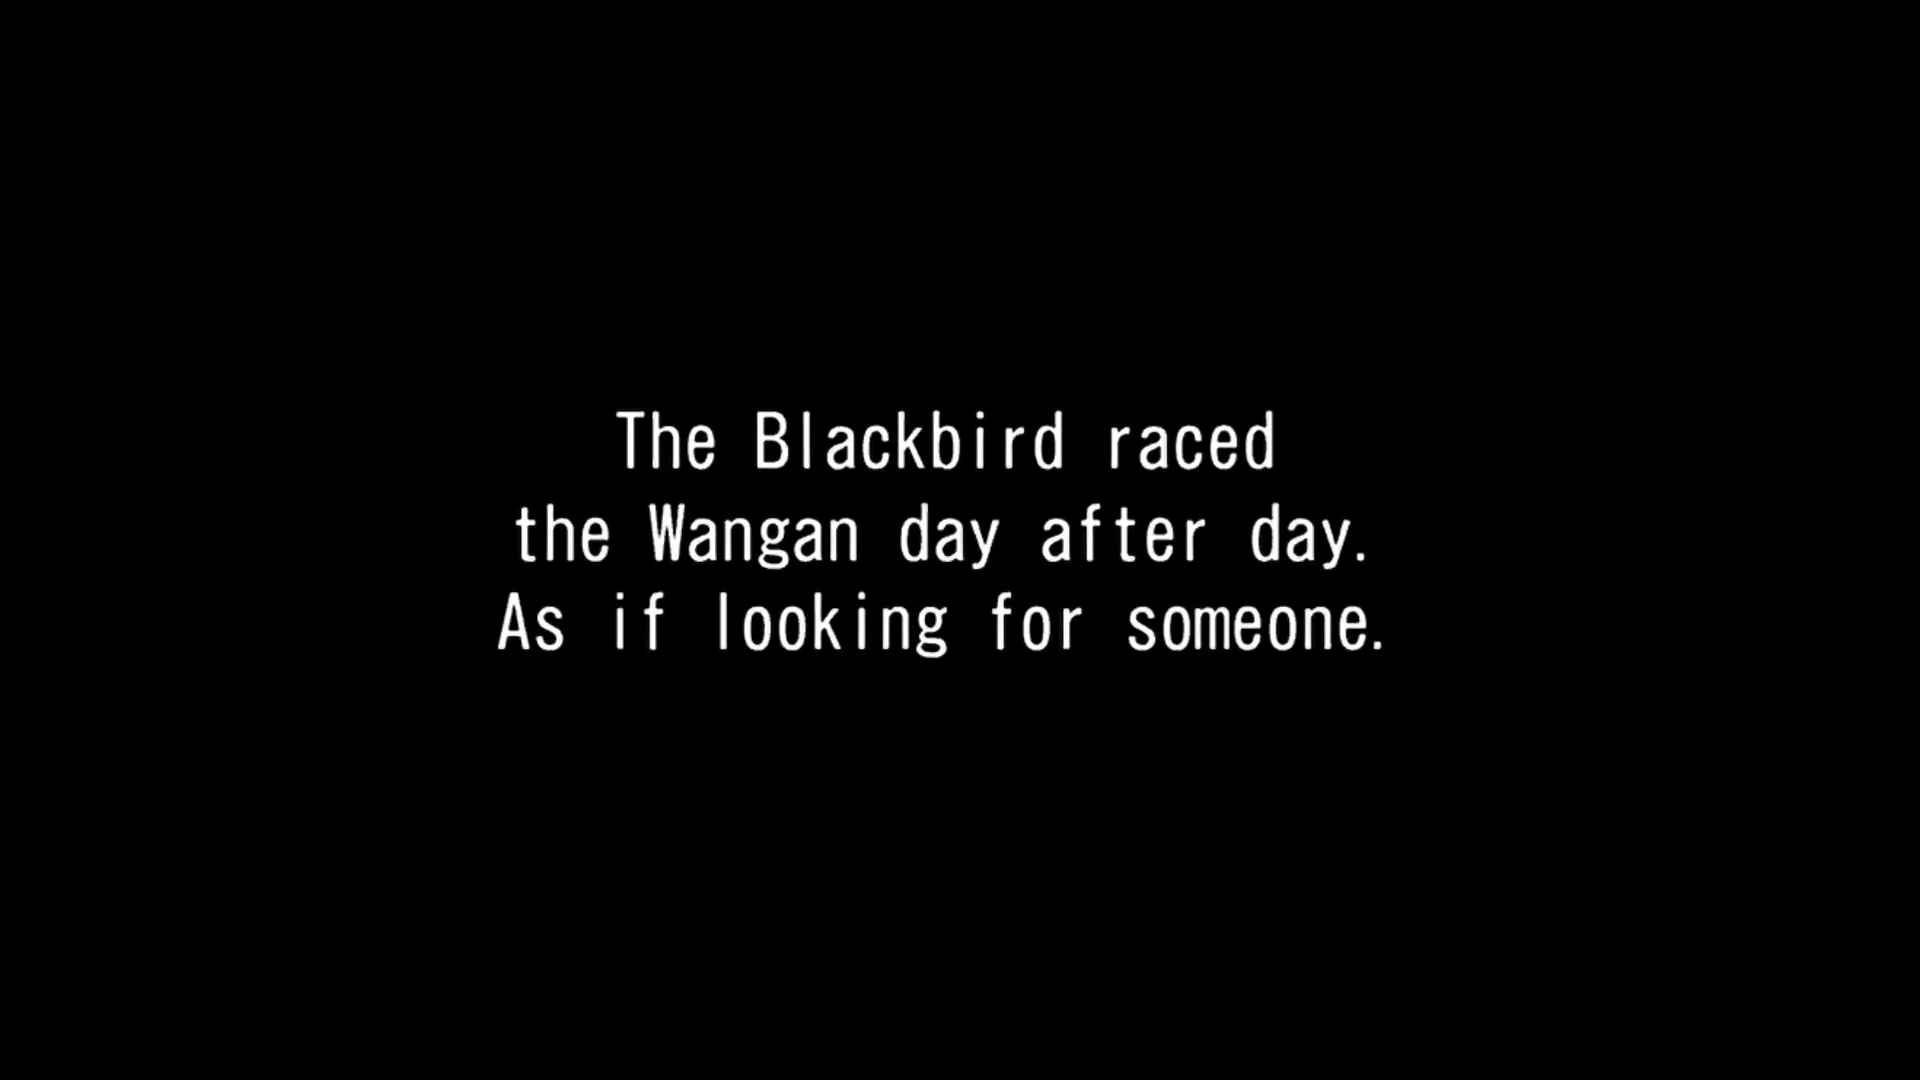 The Blackbird raced
the Wangan day after day.
As if looking for someone.